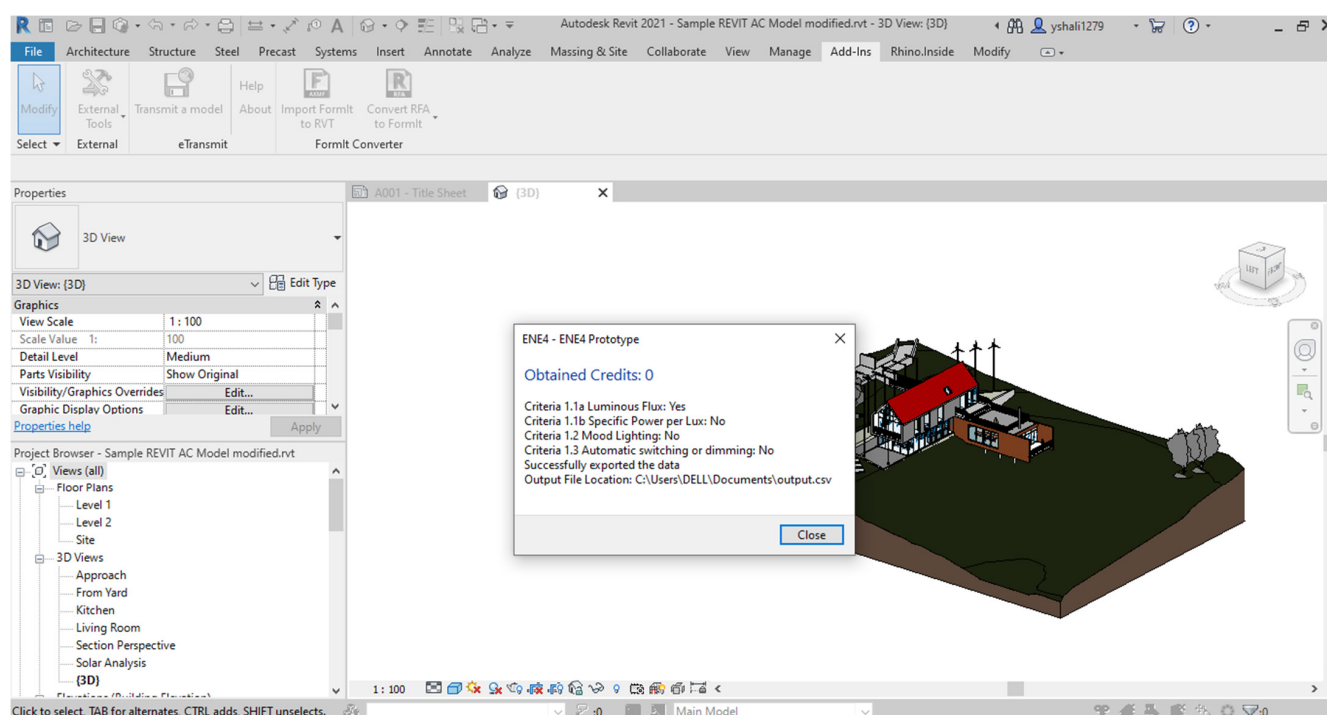 Autodesk Revit 2021 - Sample REVIT AC Model modified.rvt - 3D View: {3D}
yshali1279
File Architecture Structure Steel Precast Systems Insert Annotate Analyze Massing & Site Collaborate View Manage Add-Ins Rhino.Inside Modify
Modify
External Tools
Transmit a model
Help
About
Import FormIt to RVT
Convert RFA to FormIt
Select External eTransmit FormIt Converter
Properties
A001 - Title Sheet {3D}
3D View
3D View: {3D} Edit Type
Graphics
View Scale 1 : 100
Scale Value 1: 100
Detail Level Medium
Parts Visibility Show Original
Visibility/Graphics Overrides Edit...
Graphic Display Options Edit...
Properties help Apply
Project Browser - Sample REVIT AC Model modified.rvt
Views (all)
Floor Plans
Level 1
Level 2
Site
3D Views
Approach
From Yard
Kitchen
Living Room
Section Perspective
Solar Analysis
{3D}
Elevations (Building Elevation)
ENE4 - ENE4 Prototype
Obtained Credits: 0
Criteria 1.1a Luminous Flux: Yes
Criteria 1.1b Specific Power per Lux: No
Criteria 1.2 Mood Lighting: No
Criteria 1.3 Automatic switching or dimming: No
Successfully exported the data
Output File Location: C:\Users\DELL\Documents\output.csv
Close
LEFT FRONT
1 : 100
Click to select, TAB for alternates, CTRL adds, SHIFT unselects.
:0
Main Model
:0